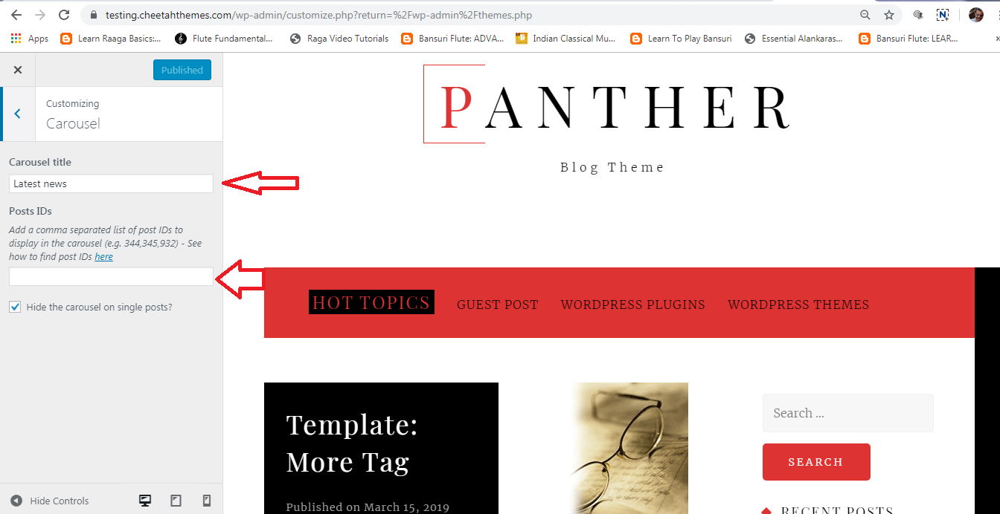 testing.cheetahthemes.com/wp-admin/customize.php?return=%2Fwp-admin%2Fthemes.php
Apps Learn Raaga Basics:... Flute Fundamental... Raga Video Tutorials Bansuri Flute: ADVA... Indian Classical Mu... Learn To Play Bansuri Essential Alankaras... Bansuri Flute: LEAR...
Published
Customizing
Carousel
Carousel title
Latest news
Posts IDs
Add a comma separated list of post IDs to
display in the carousel (e.g. 344,345,932) - See
how to find post IDs here
Hide the carousel on single posts?
Hide Controls
PANTHER
Blog Theme
HOT TOPICS GUEST POST WORDPRESS PLUGINS WORDPRESS THEMES
Template:
More Tag
Published on March 15, 2019
Search ...
SEARCH
RECENT POSTS